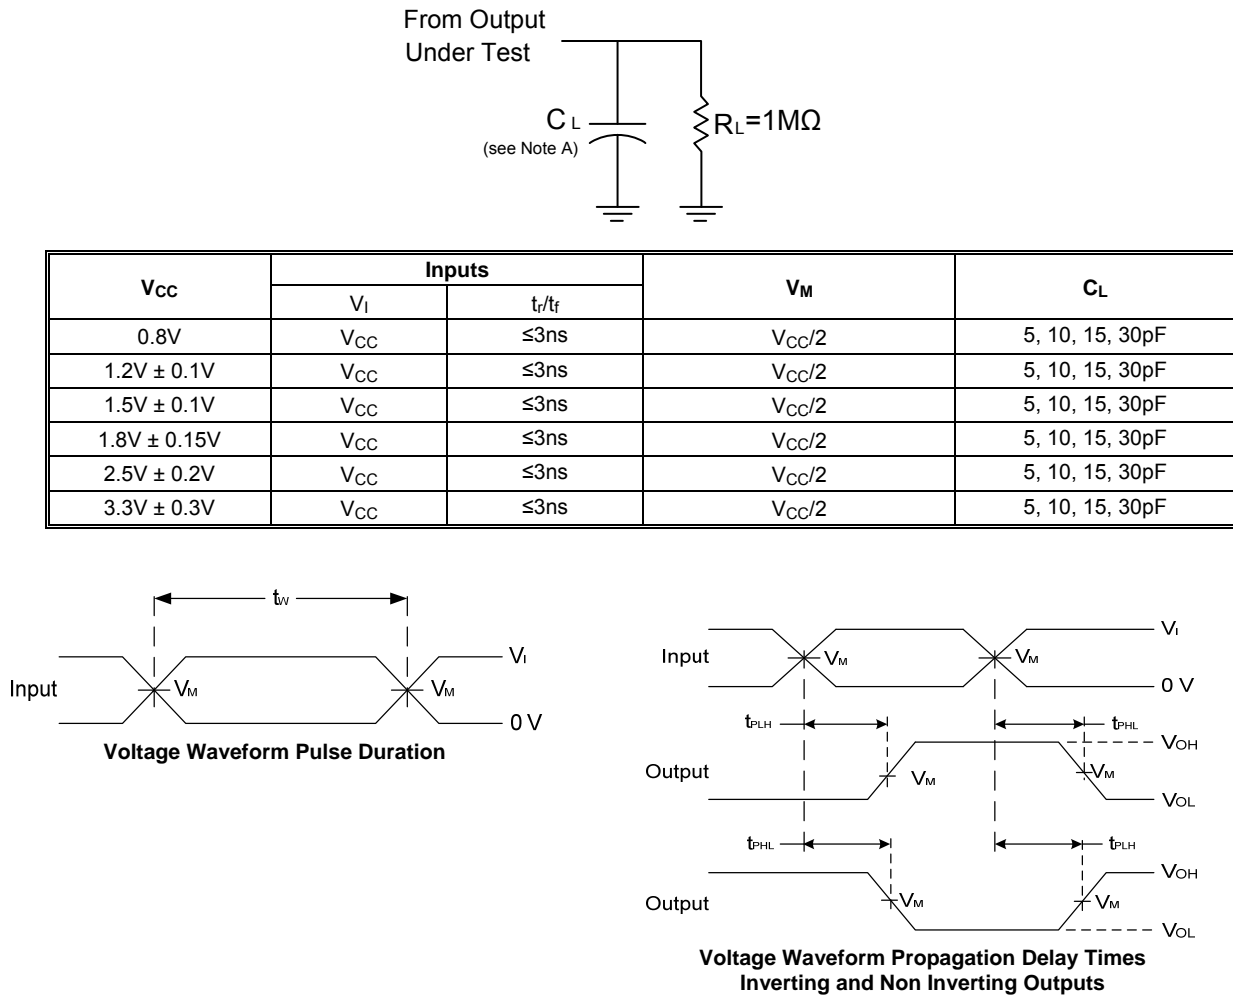 From Output
Under Test
CL
(see Note A)
RL=1MΩ
VCC Inputs VM CL
VI tr/tf
0.8V VCC ≤3ns VCC/2 5, 10, 15, 30pF
1.2V ± 0.1V VCC ≤3ns VCC/2 5, 10, 15, 30pF
1.5V ± 0.1V VCC ≤3ns VCC/2 5, 10, 15, 30pF
1.8V ± 0.15V VCC ≤3ns VCC/2 5, 10, 15, 30pF
2.5V ± 0.2V VCC ≤3ns VCC/2 5, 10, 15, 30pF
3.3V ± 0.3V VCC ≤3ns VCC/2 5, 10, 15, 30pF
tW
VI
Input VM VM
0 V
Voltage Waveform Pulse Duration
VI
Input VM VM
0 V
tPLH tPHL
VOH
Output VM VM
VOL
tPHL tPLH
VOH
Output VM VM
VOL
Voltage Waveform Propagation Delay Times
Inverting and Non Inverting Outputs